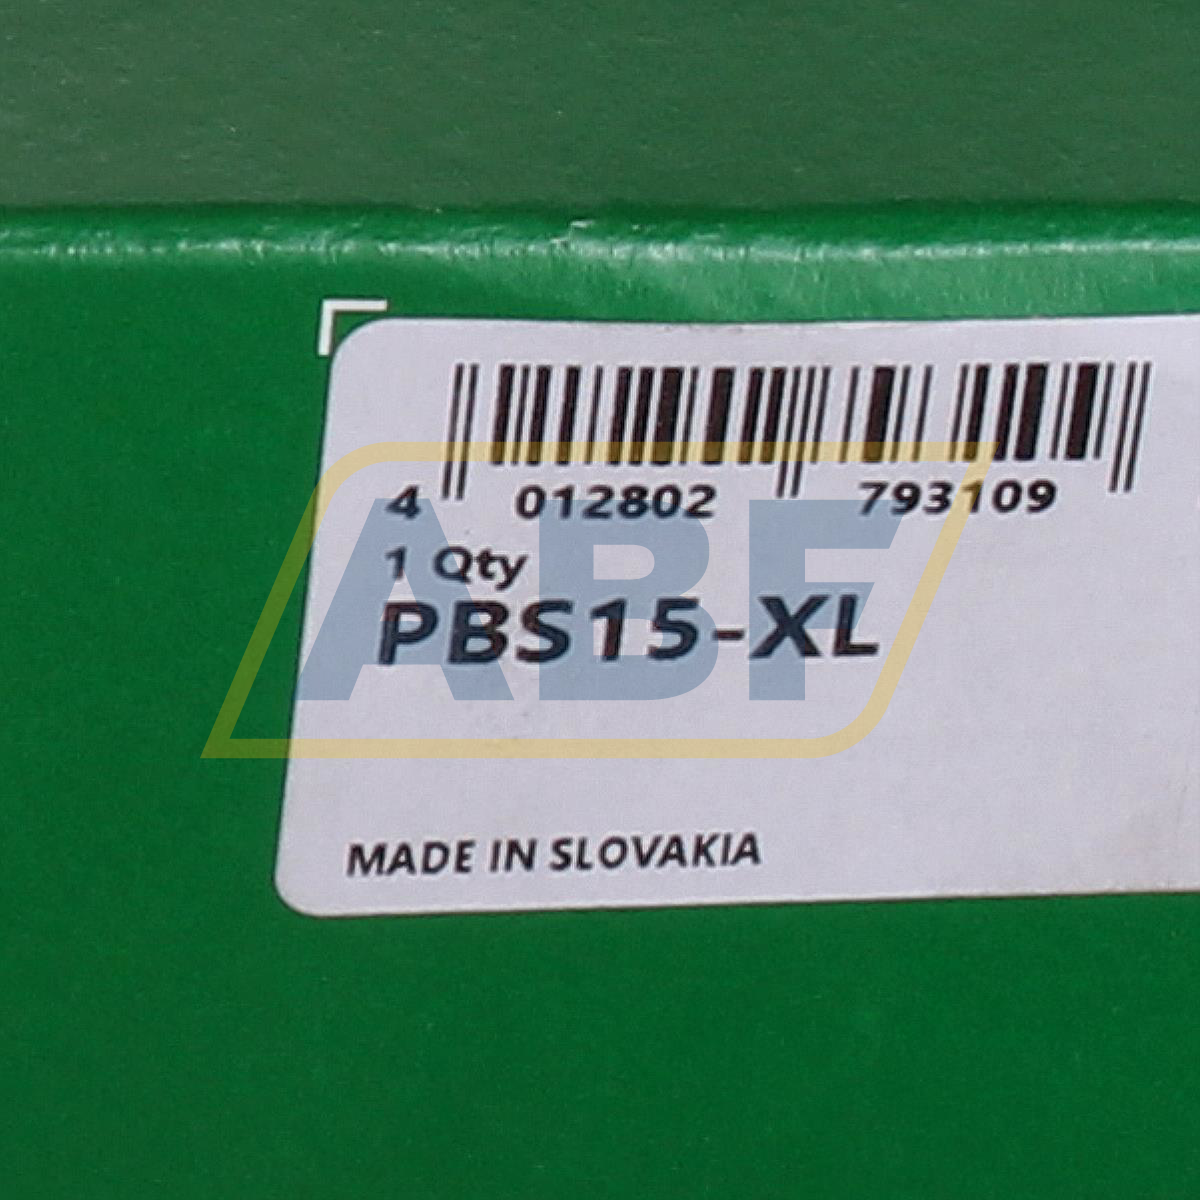 4 012802 793109
1 Qty
PBS15-XL
MADE IN SLOVAKIA
ABF